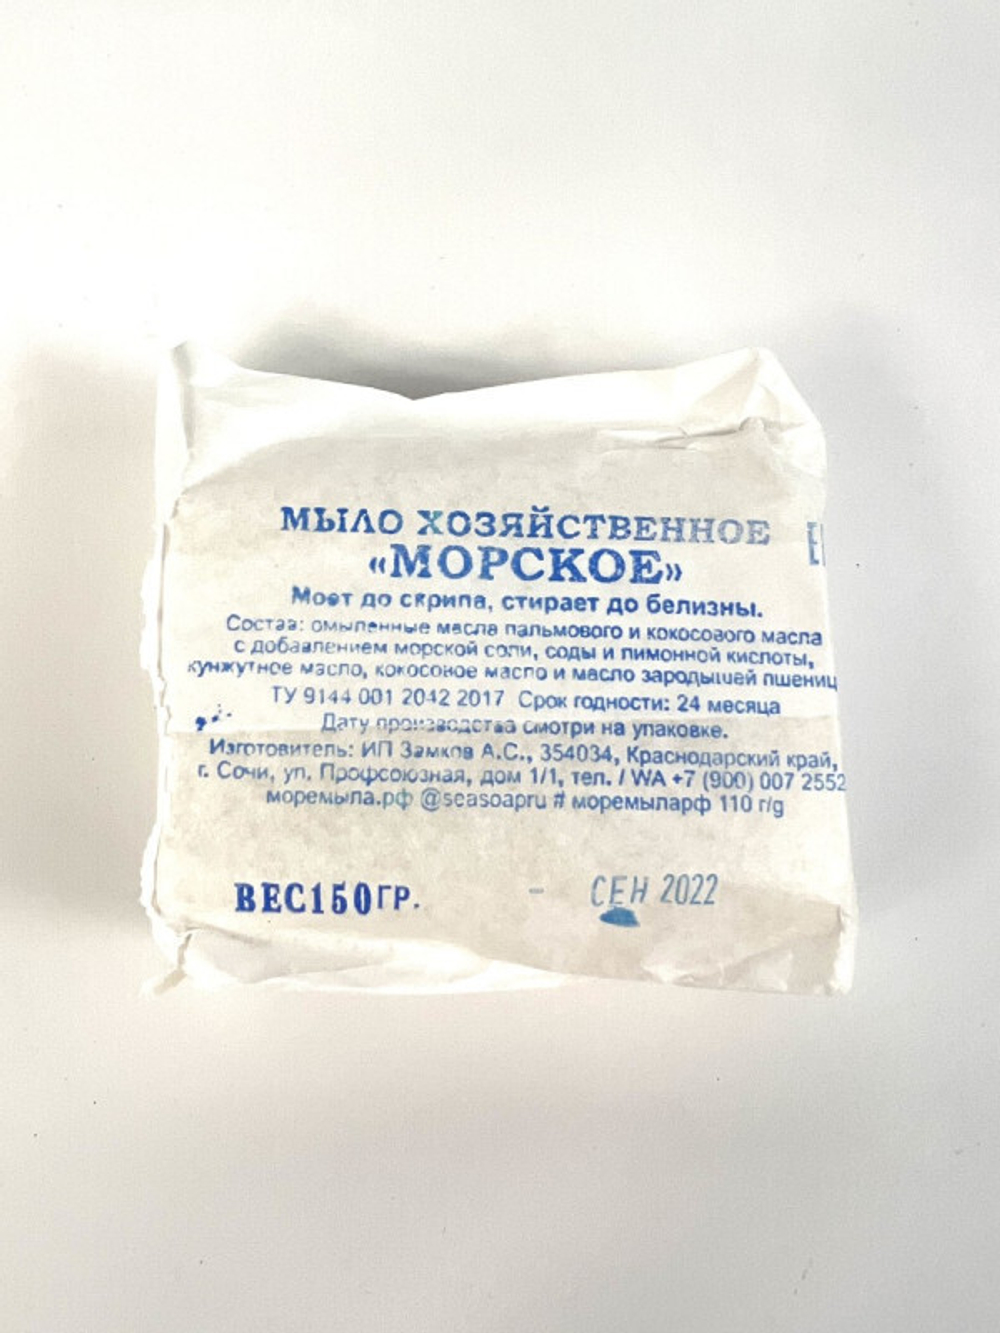 МЫЛО ХОЗЯЙСТВЕННОЕ
«МОРСКОЕ»
Моет до скрипа, стирает до белизны.
Состав: омыленные масла пальмового и кокосового масла
с добавлением морской соли, соды и лимонной кислоты,
кунжутное масло, кокосовое масло и масло зародышей пшениц
ТУ 9144 001 2042 2017 Срок годности: 24 месяца
Дату производства смотри на упаковке.
Изготовитель: ИП Замков А.С., 354034, Краснодарский край,
г. Сочи, ул. Профсоюзная, дом 1/1, тел. / WA +7 (900) 007 2552
моремыла.рф @seasoapru # моремыларф 110 г/g
ВЕС150ГР. - СЕН 2022